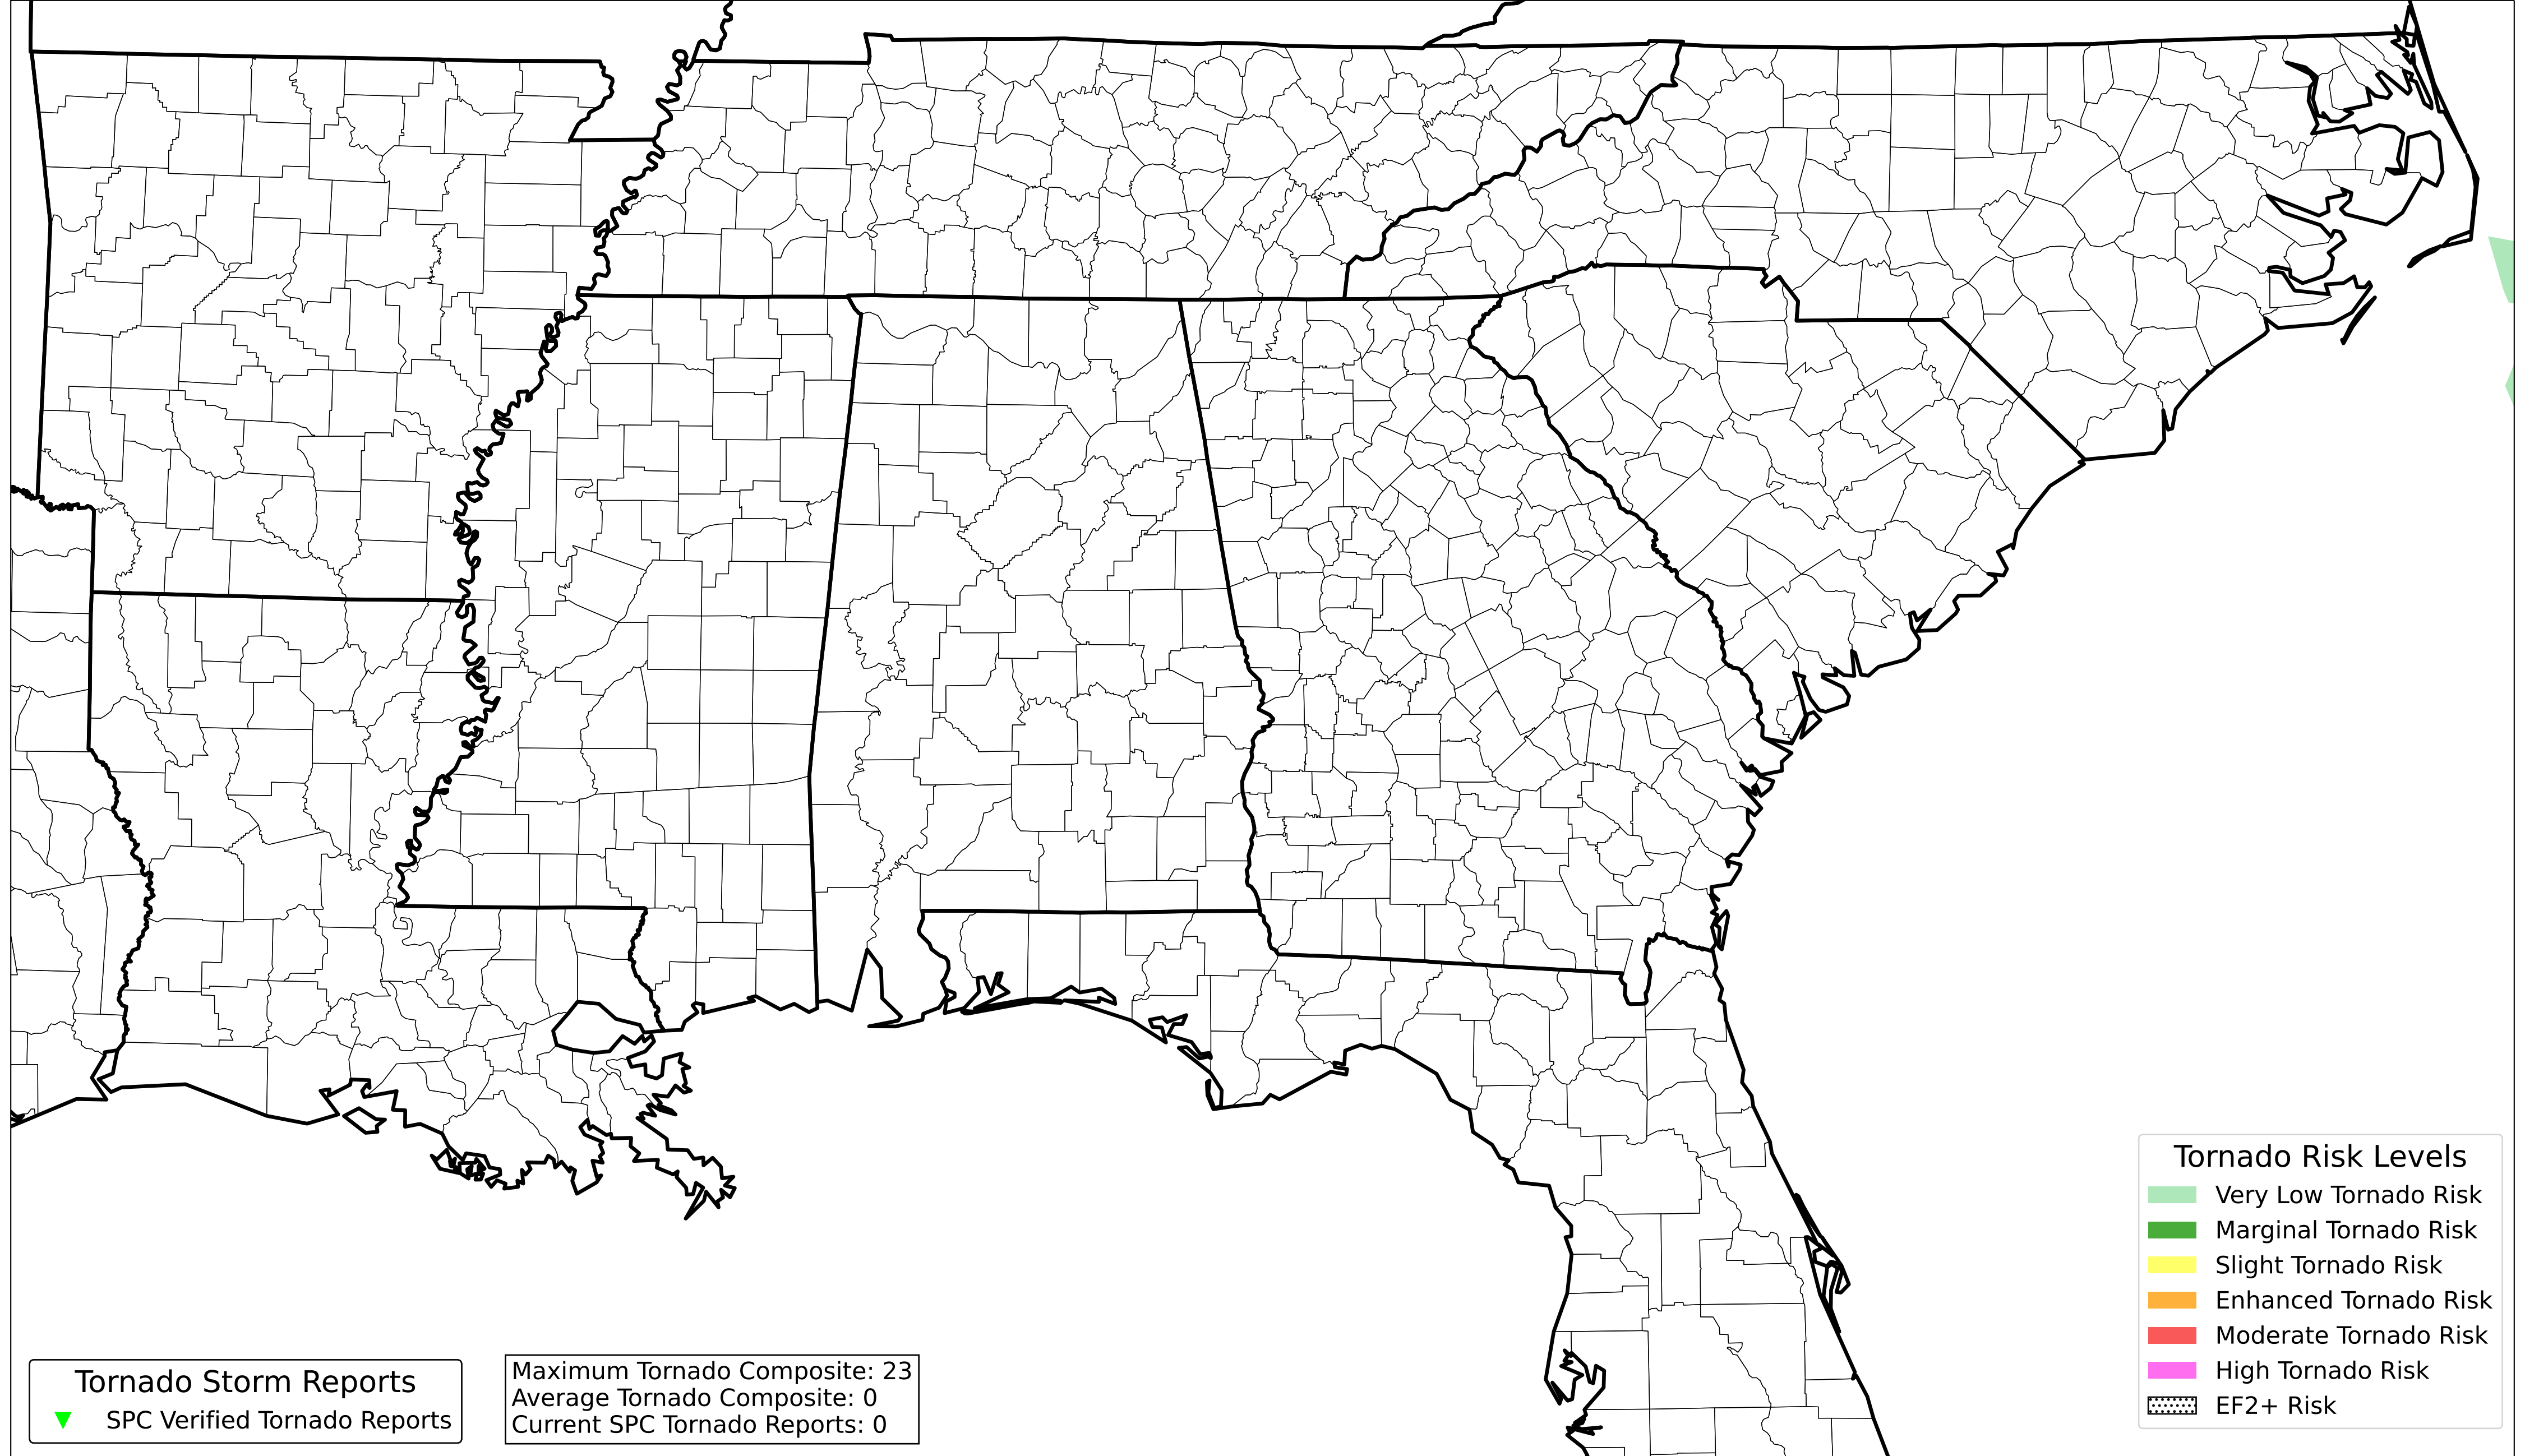 Tornado Risk Levels
Very Low Tornado Risk
Marginal Tornado Risk
Slight Tornado Risk
Enhanced Tornado Risk
Moderate Tornado Risk
High Tornado Risk
EF2+ Risk
Tornado Storm Reports
SPC Verified Tornado Reports
Maximum Tornado Composite: 23
Average Tornado Composite: 0
Current SPC Tornado Reports: 0